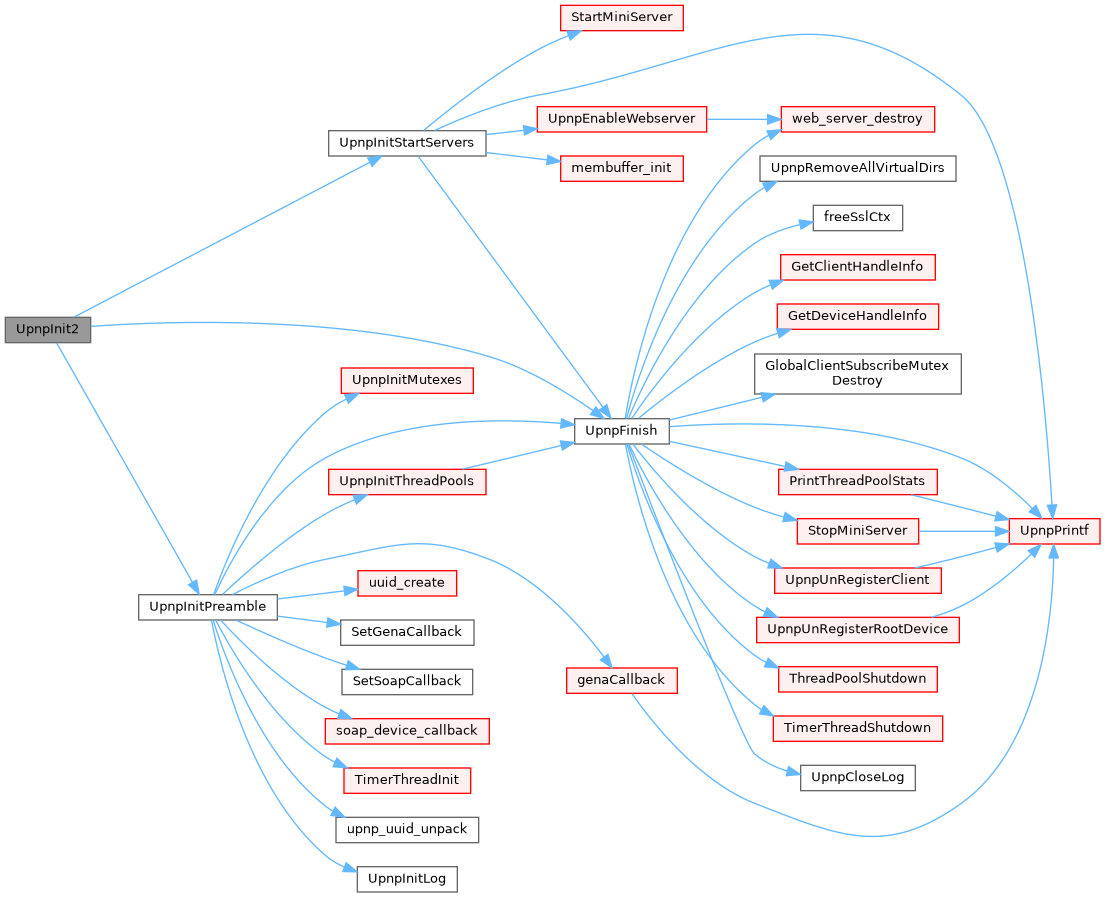 StartMiniServer
UpnpInitStartServers
UpnpEnableWebserver
web_server_destroy
membuffer_init
UpnpRemoveAllVirtualDirs
freeSslCtx
GetClientHandleInfo
GetDeviceHandleInfo
UpnpInit2
GlobalClientSubscribeMutex
Destroy
UpnpInitMutexes
UpnpFinish
UpnpInitThreadPools
PrintThreadPoolStats
StopMiniServer
UpnpPrintf
uuid_create
UpnpUnRegisterClient
UpnpInitPreamble
SetGenaCallback
UpnpUnRegisterRootDevice
SetSoapCallback
genaCallback
ThreadPoolShutdown
soap_device_callback
TimerThreadShutdown
TimerThreadInit
UpnpCloseLog
upnp_uuid_unpack
UpnpInitLog